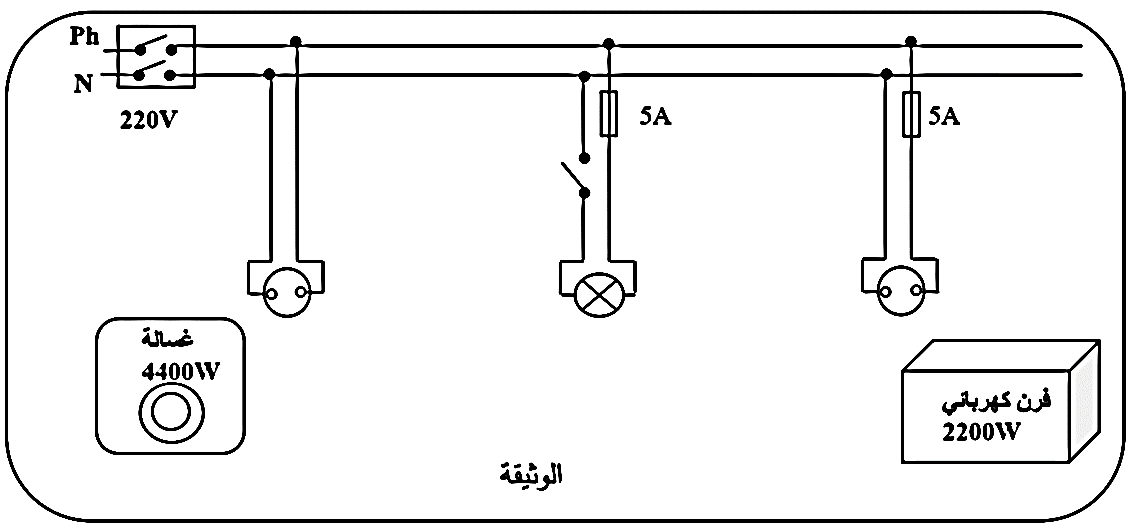 Ph
N
220V
5A
5A
غسالة
4400W
فرن كهربائي
2200W
الوثيقة